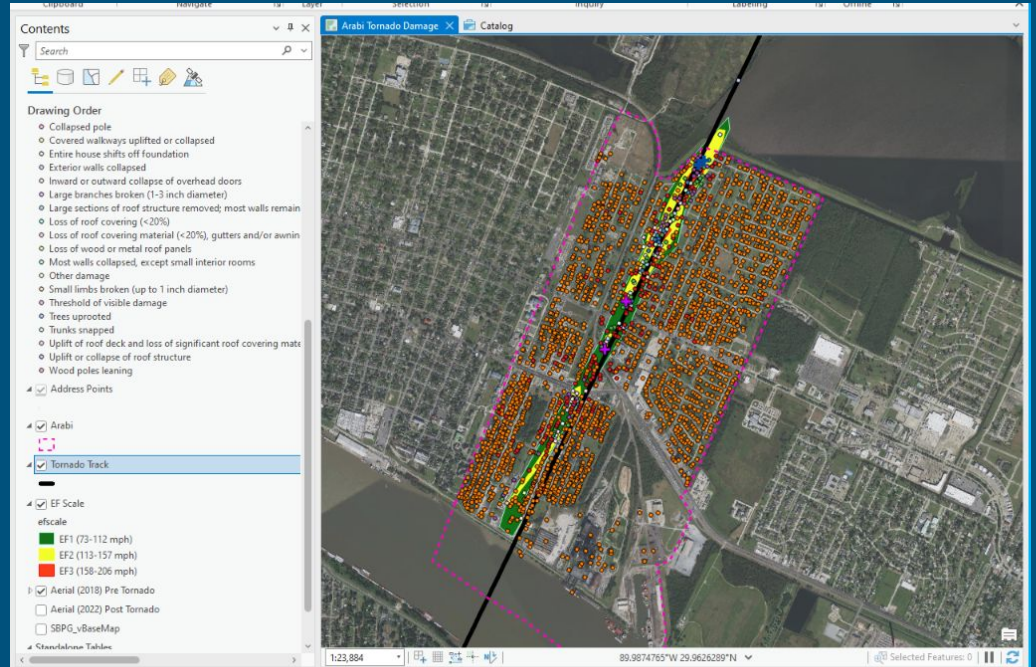 Clipboard Navigate Layer Selection Inquiry Labeling Offline
Contents
Search
Drawing Order
Collapsed pole
Covered walkways uplifted or collapsed
Entire house shifts off foundation
Exterior walls collapsed
Inward or outward collapse of overhead doors
Large branches broken (1-3 inch diameter)
Large sections of roof structure removed; most walls remain
Loss of roof covering (<20%)
Loss of roof covering material (<20%), gutters and/or awnin
Loss of wood or metal roof panels
Most walls collapsed, except small interior rooms
Other damage
Small limbs broken (up to 1 inch diameter)
Threshold of visible damage
Trees uprooted
Trunks snapped
Uplift of roof deck and loss of significant roof covering mate
Uplift or collapse of roof structure
Wood poles leaning
Address Points
Arabi
Tornado Track
EF Scale
efscale
EF1 (73-112 mph)
EF2 (113-157 mph)
EF3 (158-206 mph)
Aerial (2018) Pre Tornado
Aerial (2022) Post Tornado
SBPG_vBaseMap
Standalone Tables
Arabi Tornado Damage Catalog
1:23,884 89.9874765°W 29.9626289°N Selected Features: 0